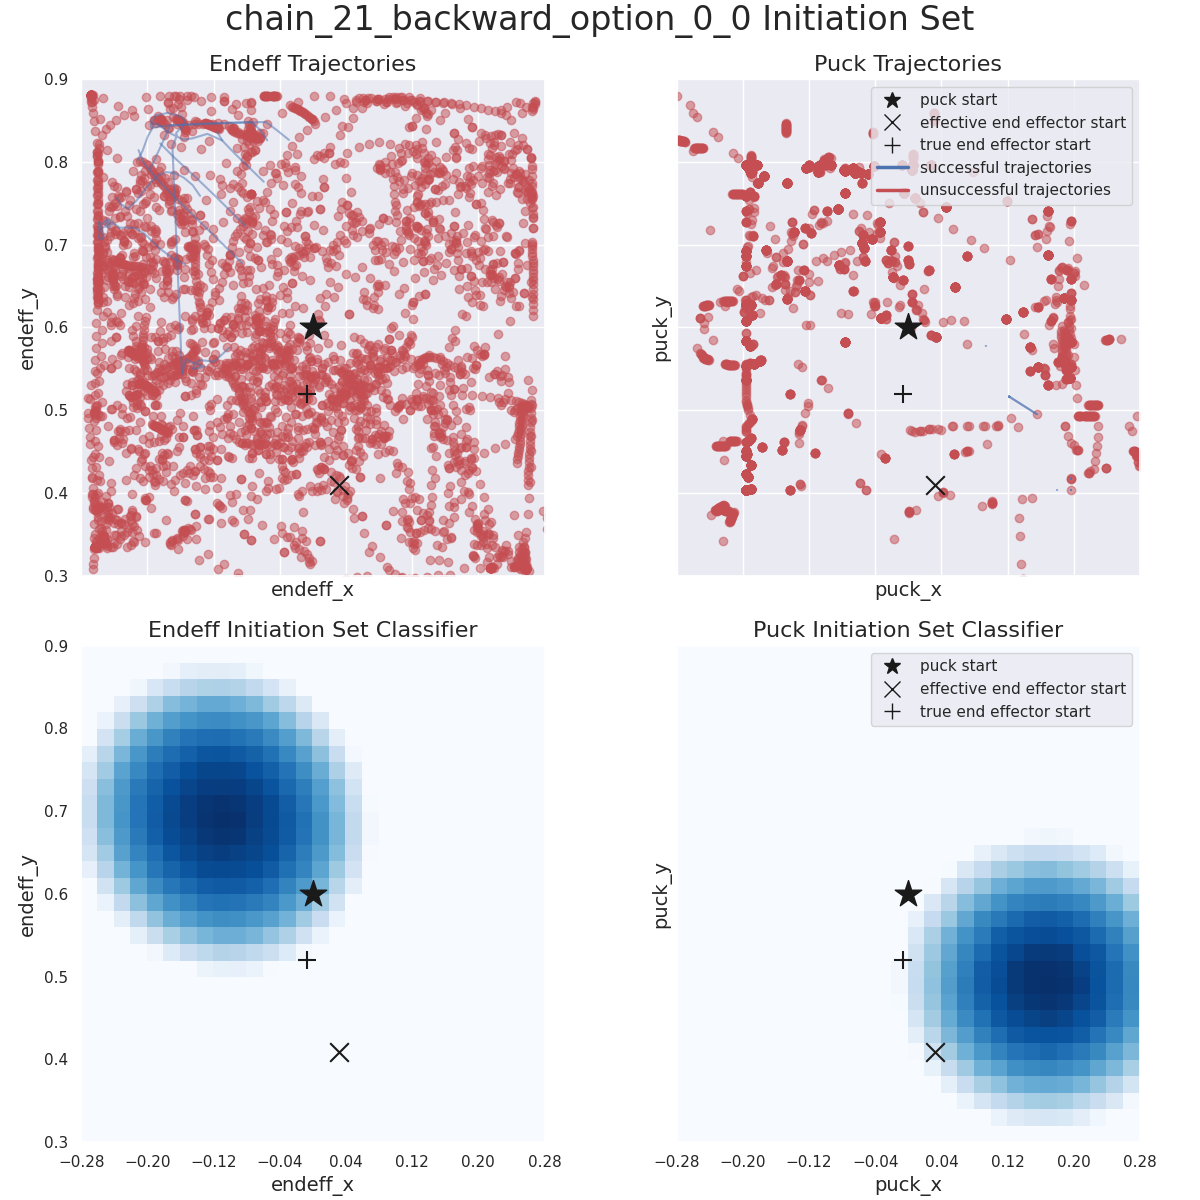 chain_21_backward_option_0_0 Initiation Set
Endeff Trajectories
0.9
0.8
0.7
0.6
0.5
0.4
0.3
endeff_y
endeff_x
Puck Trajectories
puck start
effective end effector start
true end effector start
successful trajectories
unsuccessful trajectories
puck_y
puck_x
Endeff Initiation Set Classifier
0.9
0.8
0.7
0.6
0.5
0.4
0.3
endeff_y
−0.28 −0.20 −0.12 −0.04 0.04 0.12 0.20 0.28
endeff_x
Puck Initiation Set Classifier
puck start
effective end effector start
true end effector start
puck_y
−0.28 −0.20 −0.12 −0.04 0.04 0.12 0.20 0.28
puck_x